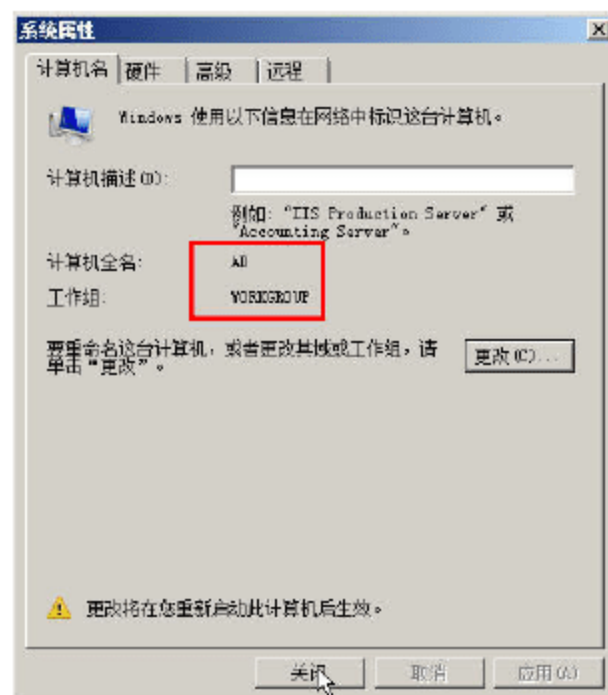 系统属性
计算机名 硬件 高级 远程
Windows 使用以下信息在网络中标识这台计算机。
计算机描述(D):
例如: "IIS Production Server" 或
"Accounting Server"。
计算机全名: AD
工作组: WORKGROUP
要重命名这台计算机，或者更改其域或工作组，请
单击“更改”。
更改(C)...
更改将在您重新启动此计算机后生效。
关闭 取消 应用(A)